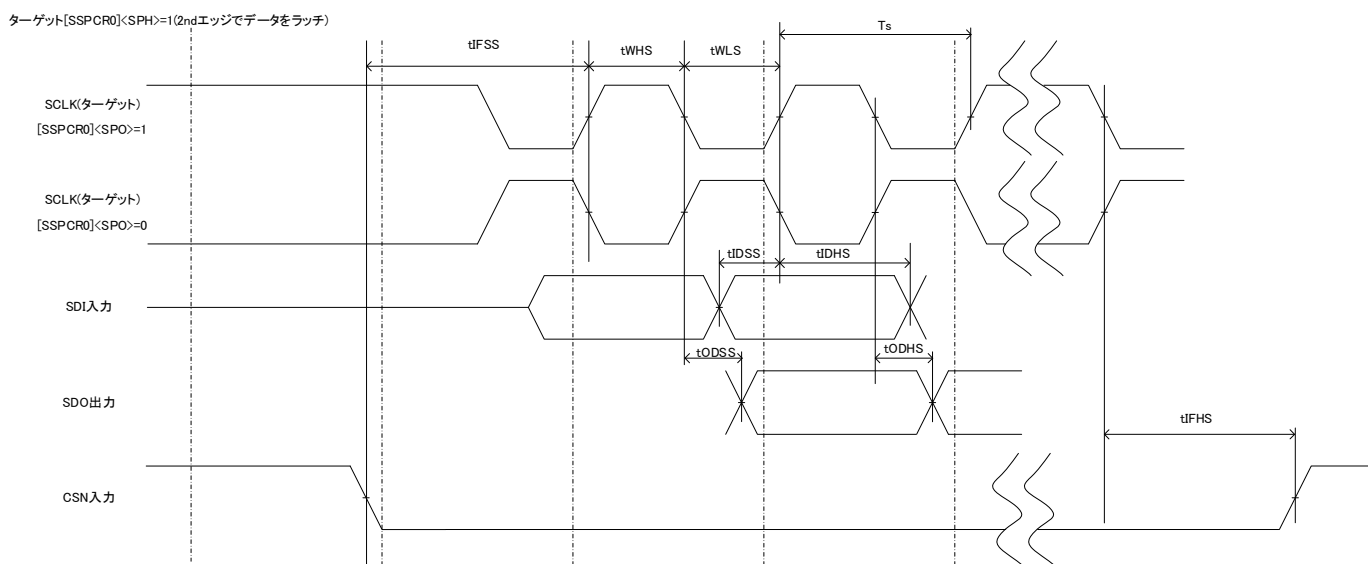 ターゲット[SSPCR0]<SPH>=1(2ndエッジでデータをラッチ)
tIFSS
tWHS
tWLS
Ts
SCLK(ターゲット)
[SSPCR0]<SPO>=1
SCLK(ターゲット)
[SSPCR0]<SPO>=0
tIDSS
tIDHS
SDI入力
tODSS
tODHS
SDO出力
tIFHS
CSN入力